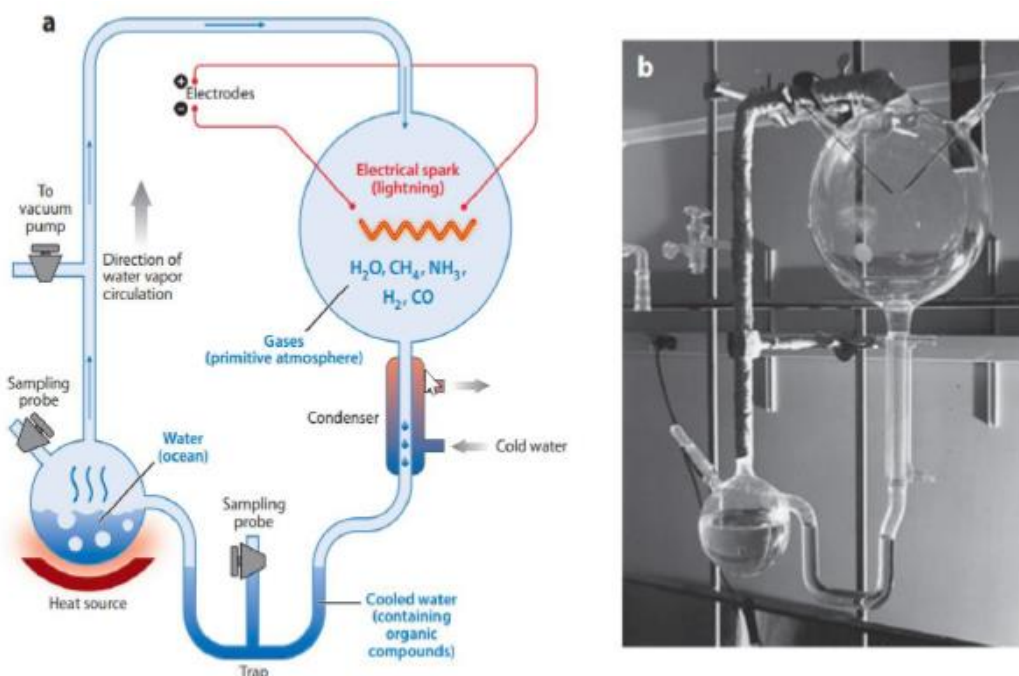 a
b
+
Electrodes
−
Electrical spark
(lightning)
To
vacuum
pump
Direction of
water vapor
circulation
H₂O, CH₄, NH₃,
H₂, CO
Gases
(primitive atmosphere)
Sampling
probe
Condenser
Water
(ocean)
Cold water
Sampling
probe
Heat source
Cooled water
(containing
organic
compounds)
Trap